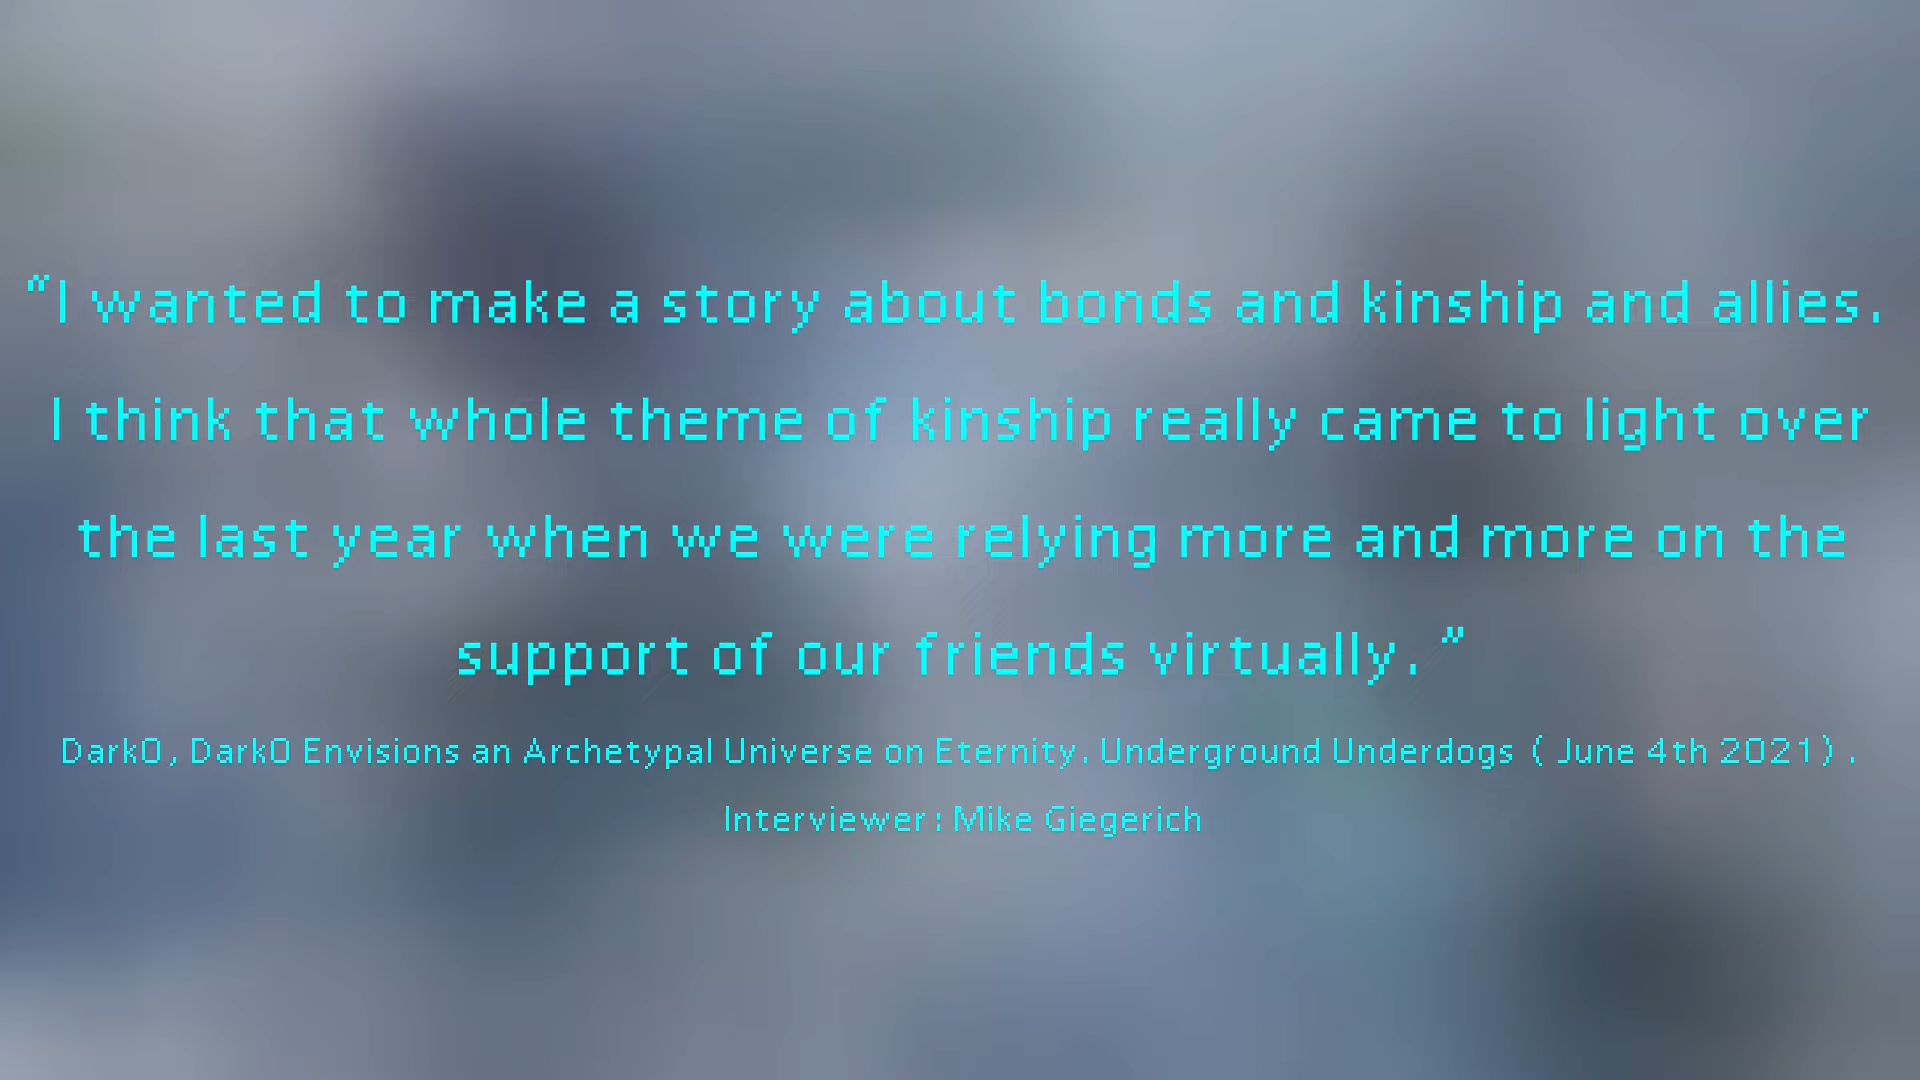 “I wanted to make a story about bonds and kinship and allies.
I think that whole theme of kinship really came to light over
the last year when we were relying more and more on the
support of our friends virtually.”
Dark0, Dark0 Envisions an Archetypal Universe on Eternity. Underground Underdogs (June 4th 2021).
Interviewer: Mike Giegerich